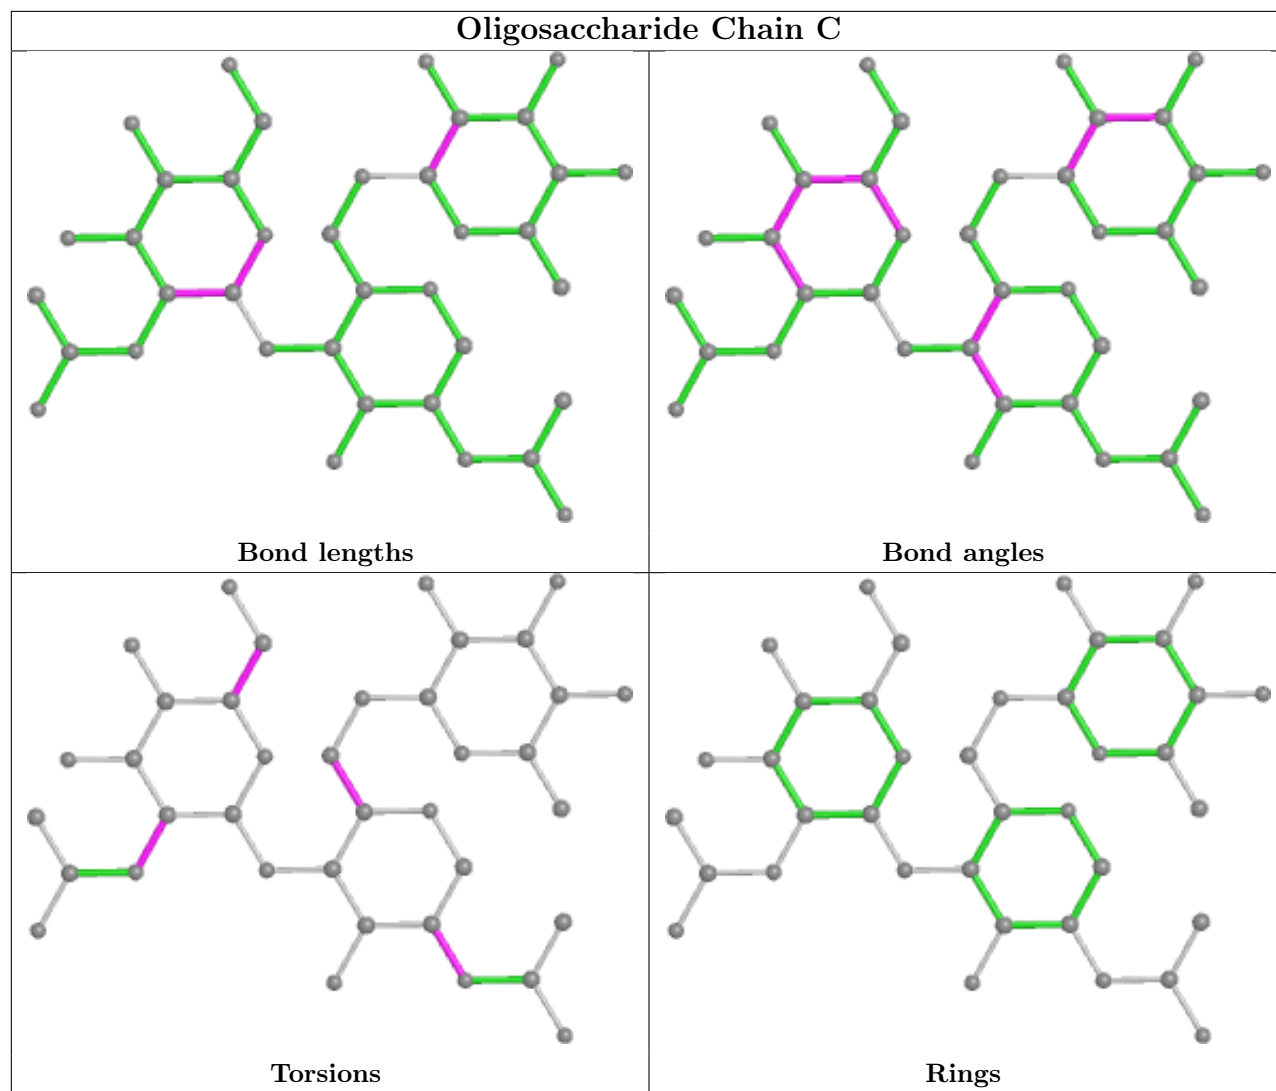 Oligosaccharide Chain C
Bond lengths
Bond angles
Torsions
Rings